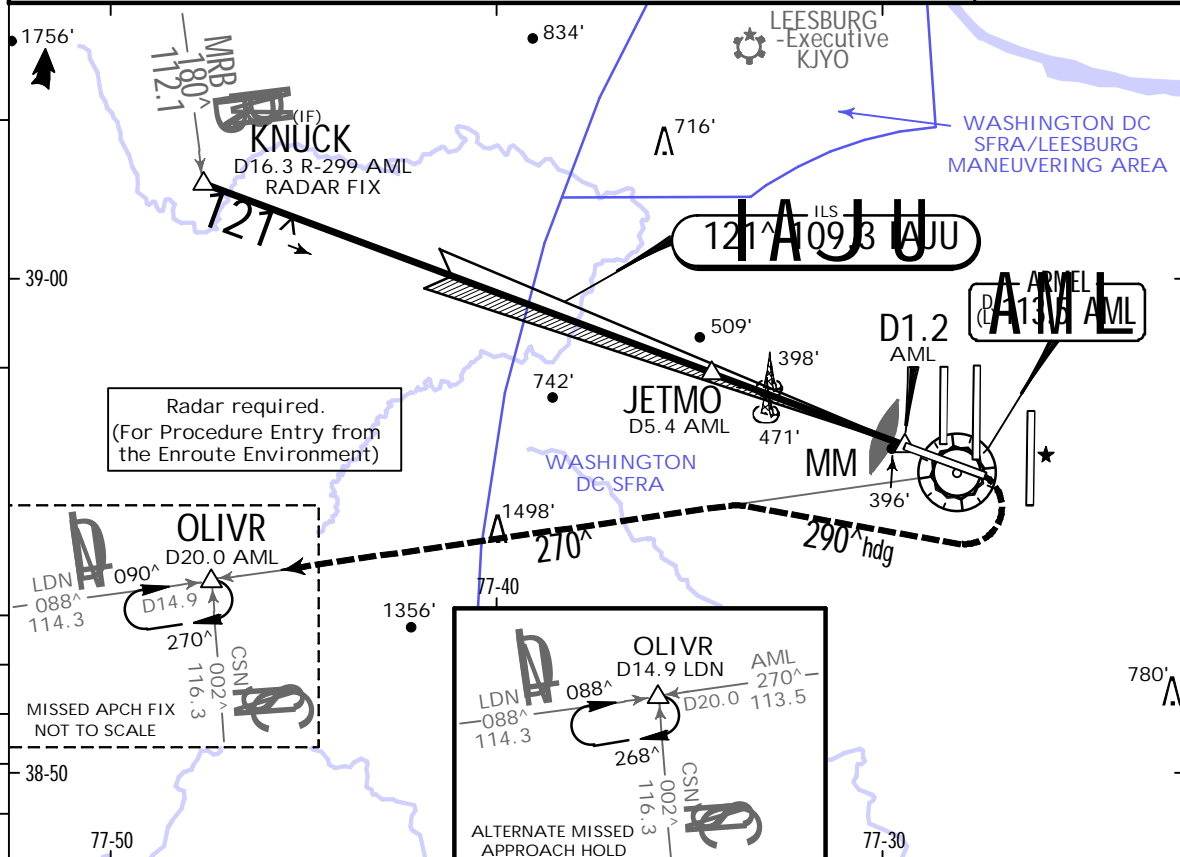 1756'
834'
LEESBURG
-Executive
KJYO
MRB
180^
112.1
(IF)
KNUCK
D16.3 R-299 AML
RADAR FIX
716'
WASHINGTON DC
SFRA/LEESBURG
MANEUVERING AREA
121^
ILS
121^ 109.3 IAJU
I A J U
39-00
ARMEL
113.5 AML
A M L
509'
D1.2
AML
398'
742'
JETMO
D5.4 AML
471'
Radar required.
(For Procedure Entry from
the Enroute Environment)
WASHINGTON
DC SFRA
MM
396'
1498'
270^
290^hdg
OLIVR
D20.0 AML
LDN
088^
114.3
090^
D14.9
270^
CSN
002^
116.3
MISSED APCH FIX
NOT TO SCALE
77-40
1356'
OLIVR
D14.9 LDN
LDN
088^
114.3
088^
AML
270^
113.5
D20.0
268^
CSN
002^
116.3
ALTERNATE MISSED
APPROACH HOLD
780'
38-50
77-50
77-30